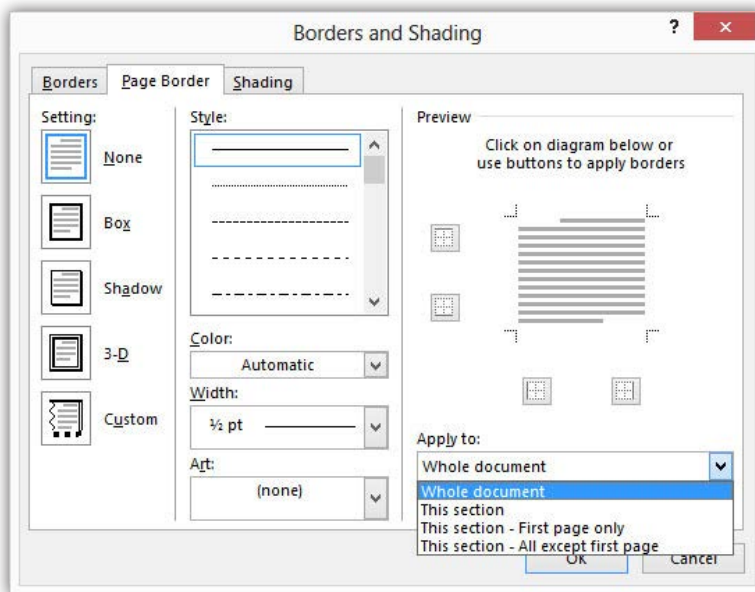 Borders and Shading
?
Borders
Page Border
Shading
Setting:
None
Box
Shadow
3-D
Custom
Style:
Color:
Automatic
Width:
½ pt
Art:
(none)
Preview
Click on diagram below or
use buttons to apply borders
Apply to:
Whole document
Whole document
This section
This section - First page only
This section - All except first page
OK
Cancel